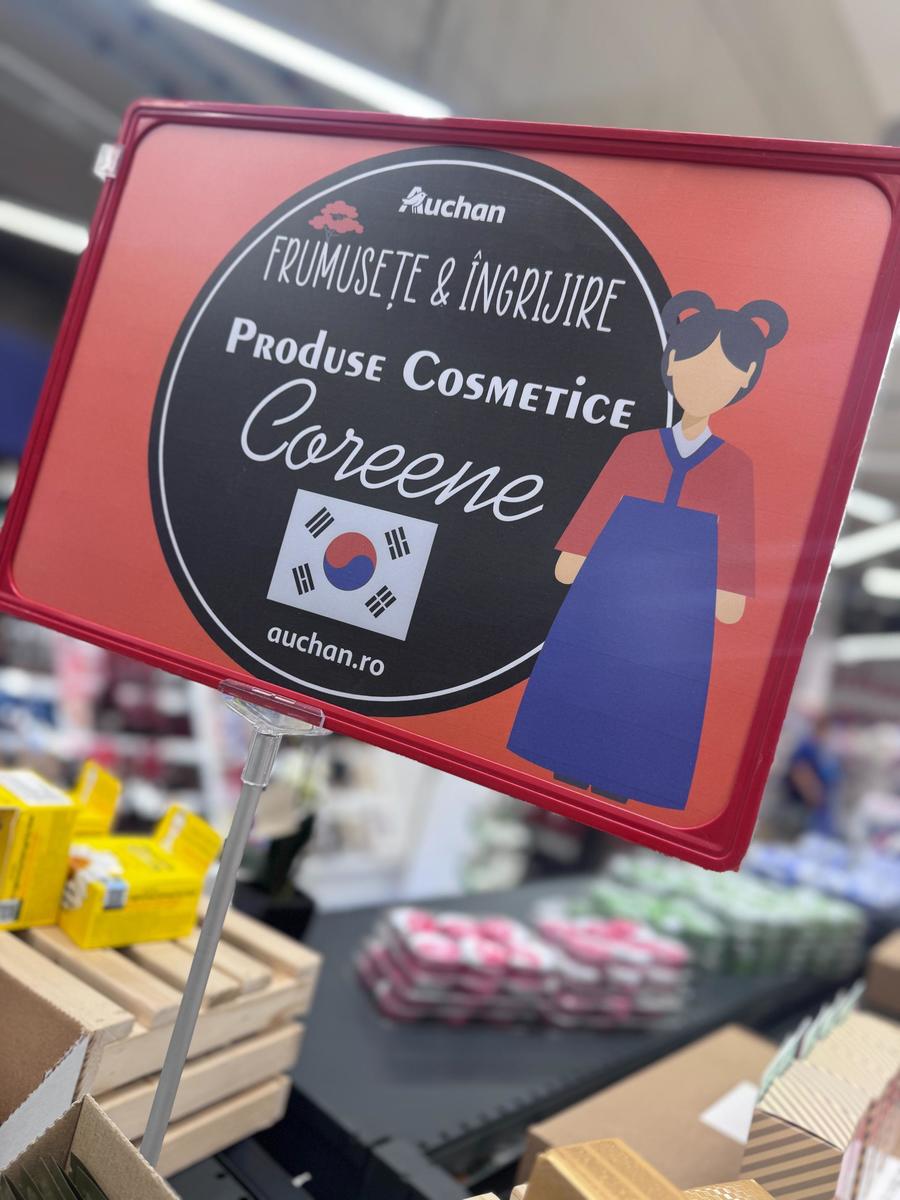 Auchan
FRUMUSEȚE & ÎNGRIJIRE
PRODUSE COSMETICE
Coreene
auchan.ro